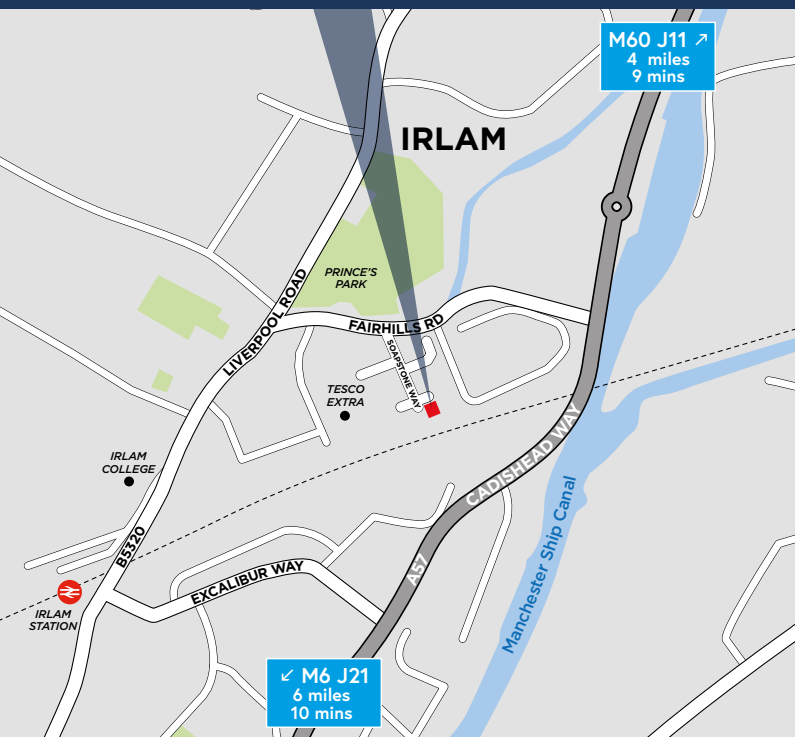 M60 J11 ↗
4 miles
9 mins
IRLAM
PRINCE'S
PARK
LIVERPOOL ROAD
FAIRHILLS RD
SOAPSTONE WAY
TESCO
EXTRA
IRLAM
COLLEGE
CADISHEAD WAY
Manchester Ship Canal
B5320
A57
EXCALIBUR WAY
IRLAM
STATION
↙ M6 J21
6 miles
10 mins